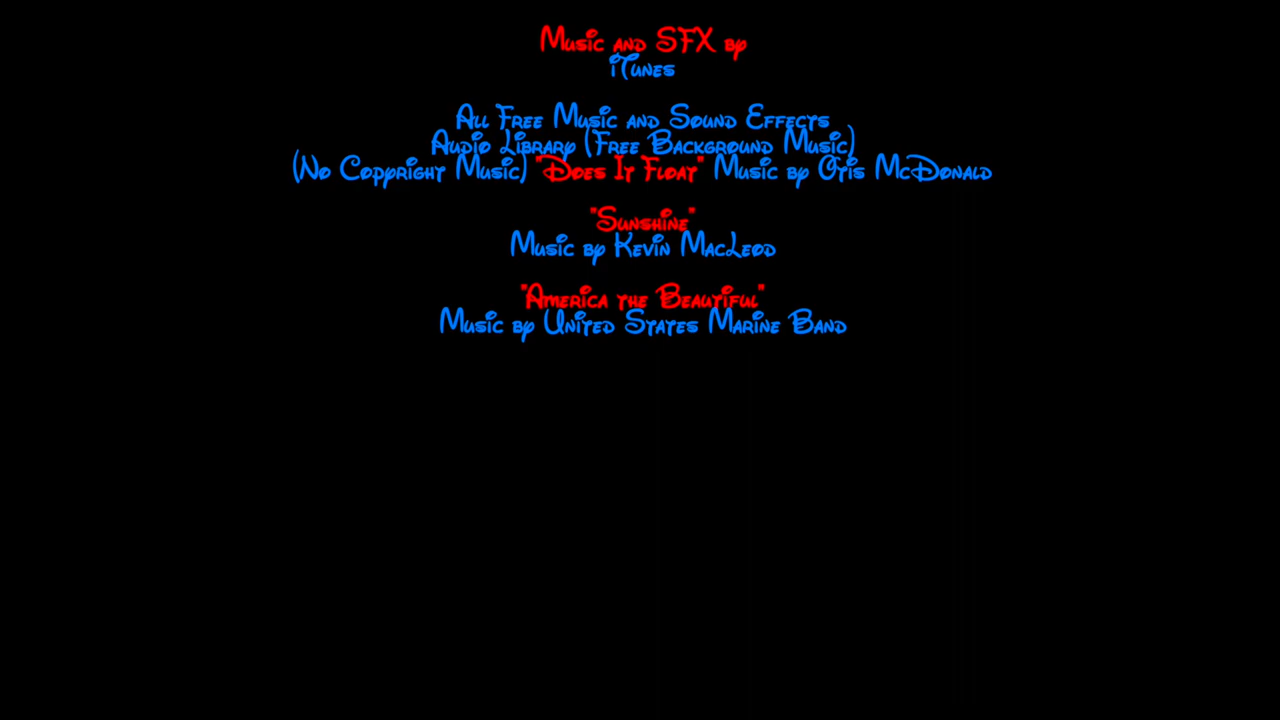 Music and SFX by
iTunes
All Free Music and Sound Effects
Audio Library (Free Background Music)
(No Copyright Music) "Does It Float" Music by Otis McDonald
"Sunshine"
Music by Kevin MacLeod
"America the Beautiful"
Music by United States Marine Band